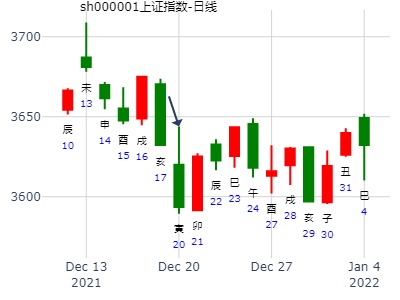 sh000001上证指数-日线
3700
3650
3600
辰
10
未
13
申
14
酉
15
戌
16
亥
17
寅
20
卯
21
辰
22
巳
23
午
24
酉
27
戌
28
亥
29
子
30
丑
31
巳
4
Dec 13
2021
Dec 20
Dec 27
Jan 4
2022